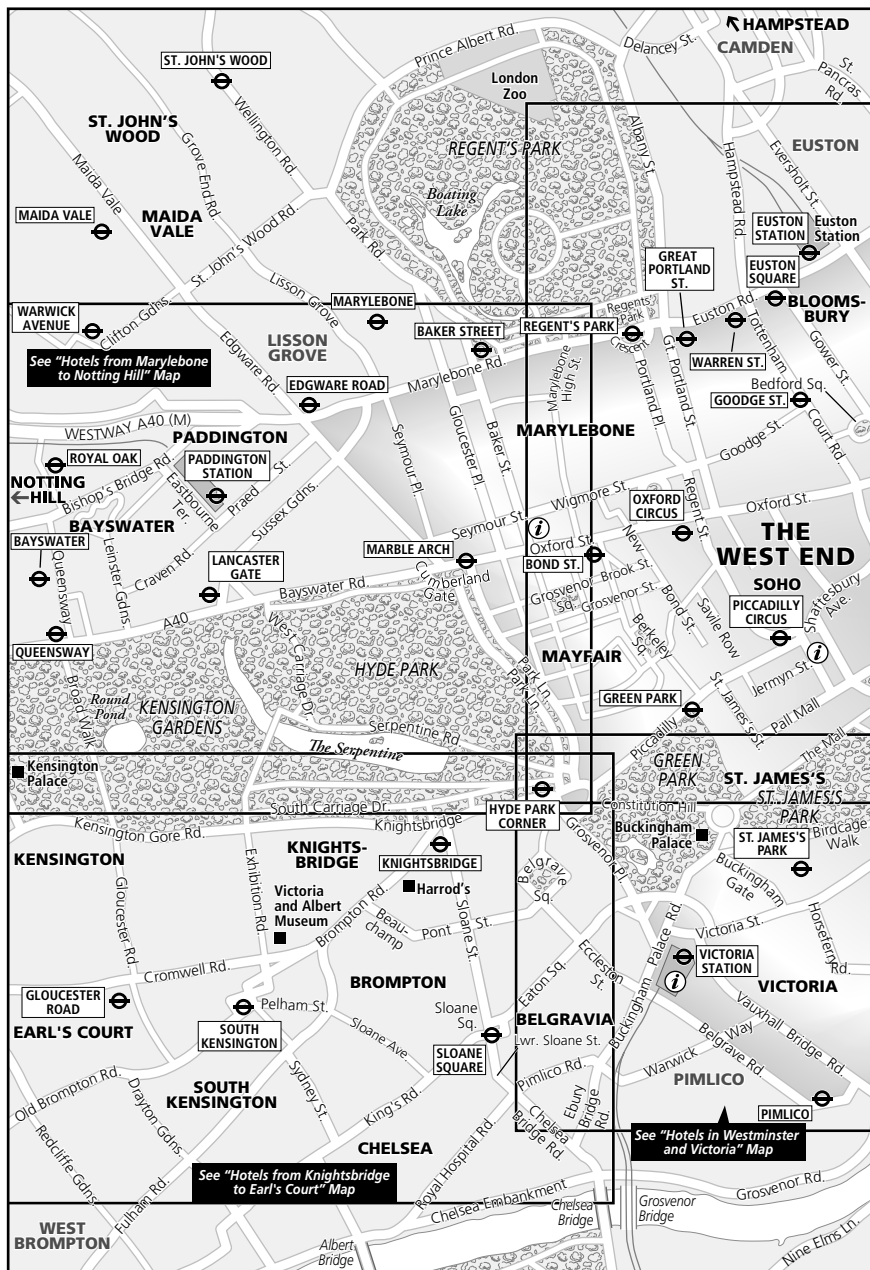 HAMPSTEAD
CAMDEN
Delancey St.
St. Pancras Rd.
Prince Albert Rd.
ST. JOHN'S WOOD
London
Zoo
ST. JOHN'S
WOOD
Wellington Rd.
Grove End Rd.
REGENT'S PARK
Albany St.
EUSTON
Hampstead Rd.
Eversholt St.
Maida Vale
Boating
Lake
MAIDA VALE
MAIDA
VALE
St. John's Wood Rd.
Park Rd.
EUSTON
STATION
Euston
Station
GREAT
PORTLAND
ST.
EUSTON
SQUARE
Lisson Grove
MARYLEBONE
Regents'
Park
Crescent
Euston Rd.
BLOOMS-
BURY
WARWICK
AVENUE
Clifton Gdns.
LISSON
GROVE
BAKER STREET
REGENT'S PARK
Tottenham
Court Rd.
Gower St.
See "Hotels from Marylebone
to Notting Hill" Map
Edgware Rd.
Marylebone Rd.
Marylebone
High St.
WARREN ST.
EDGWARE ROAD
Portland Pl.
Gt. Portland St.
Bedford Sq.
GOODGE ST.
WESTWAY A40 (M)
PADDINGTON
MARYLEBONE
Goodge St.
ROYAL OAK
PADDINGTON
STATION
Seymour Pl.
Gloucester Pl.
Baker St.
NOTTING
HILL
Bishop's Bridge Rd.
Eastbourne
Ter.
Praed St.
Sussex Gdns.
Wigmore St.
Regent St.
OXFORD
CIRCUS
Oxford St.
BAYSWATER
Seymour St.
i
New
Bond St.
THE
WEST END
BAYSWATER
Queensway
Leinster Gdns.
Craven Rd.
LANCASTER
GATE
MARBLE ARCH
Oxford St.
BOND ST.
Cumberland
Gate
Grosvenor
Sq.
Brook St.
Grosvenor St.
SOHO
Bayswater Rd.
A40
PICCADILLY
CIRCUS
Shaftesbury
Ave.
Savile Row
QUEENSWAY
West Carriage Dr.
HYDE PARK
MAYFAIR
Berkeley
Sq.
i
Broad Walk
Round
Pond
KENSINGTON
GARDENS
Park Ln.
Park Ln.
Jermyn St.
GREEN PARK
St. James's St.
Pall Mall
Serpentine Rd.
The Serpentine
Piccadilly
The Mall
Kensington
Palace
GREEN
PARK
ST. JAMES'S
ST. JAMES'S
PARK
South Carriage Dr.
HYDE PARK
CORNER
Constitution Hill
Birdcage
Walk
Kensington Gore Rd.
Knightsbridge
Buckingham
Palace
ST. JAMES'S
PARK
KENSINGTON
KNIGHTS-
BRIDGE
KNIGHTSBRIDGE
Grosvenor Pl.
Belgrave
Sq.
Buckingham
Gate
Gloucester Rd.
Exhibition Rd.
Harrod's
Victoria
and Albert
Museum
Brompton Rd.
Beau-
champ
Sloane St.
Pont St.
Victoria St.
Horseferry
Rd.
Cromwell Rd.
Eccleston
St.
Buckingham Palace Rd.
VICTORIA
STATION
i
VICTORIA
BROMPTON
Eaton Sq.
GLOUCESTER
ROAD
Pelham St.
EARL'S COURT
SOUTH
KENSINGTON
Sloane
Sq.
BELGRAVIA
Vauxhall Bridge Rd.
Sloane Ave.
SLOANE
SQUARE
Lwr. Sloane St.
Warwick Way
Belgrave Rd.
PIMLICO
Old Brompton Rd.
SOUTH
KENSINGTON
Sydney St.
King's Rd.
Pimlico Rd.
Ebury
Bridge
Rd.
PIMLICO
Drayton Gdns.
Redcliffe Gdns.
CHELSEA
Royal Hospital Rd.
Chelsea
Bridge Rd.
See "Hotels in Westminster
and Victoria" Map
See "Hotels from Knightsbridge
to Earl's Court" Map
Fulham Rd.
Chelsea Embankment
Grosvenor Rd.
WEST
BROMPTON
Albert
Bridge
Chelsea
Bridge
Grosvenor
Bridge
Nine Elms Ln.